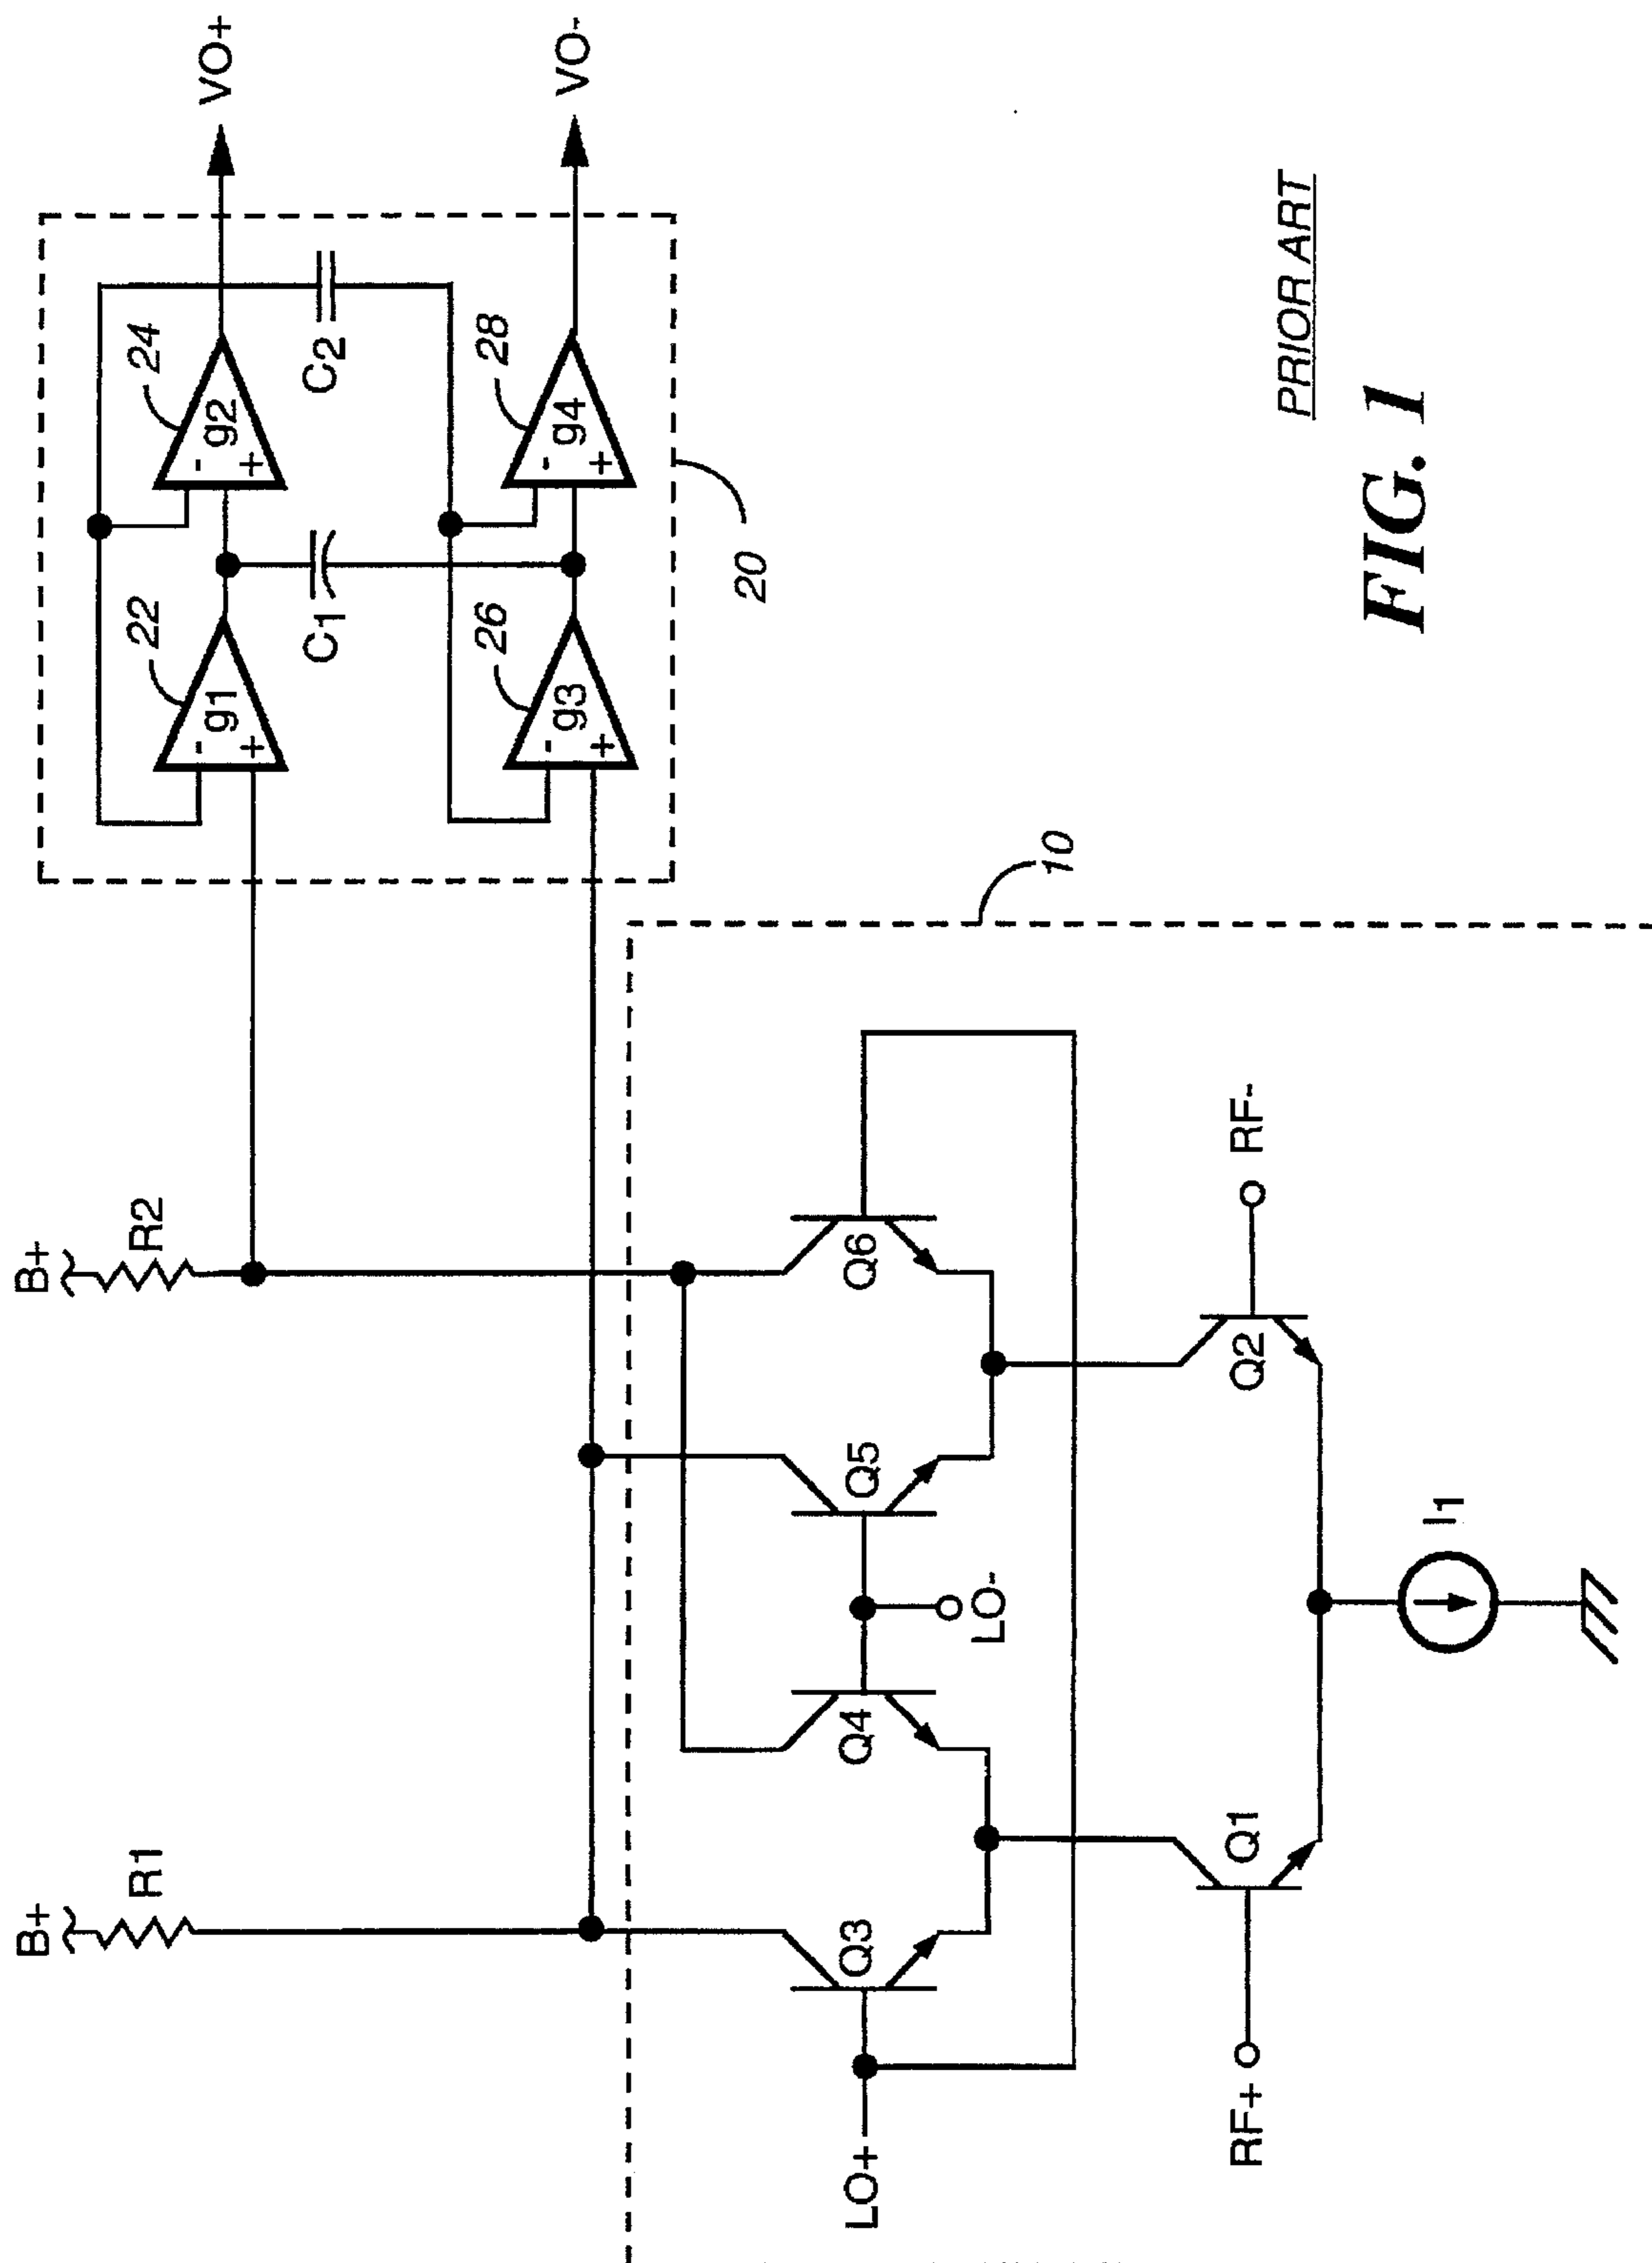 B+
R1
B+
R2
VO+
VO-
22
g1
-
+
24
g2
-
+
C1
C2
26
g3
-
+
28
g4
-
+
20
10
LO+
Q3
Q4
Q5
Q6
LO-
RF+
Q1
Q2
RF-
I1
PRIOR ART
FIG. 1